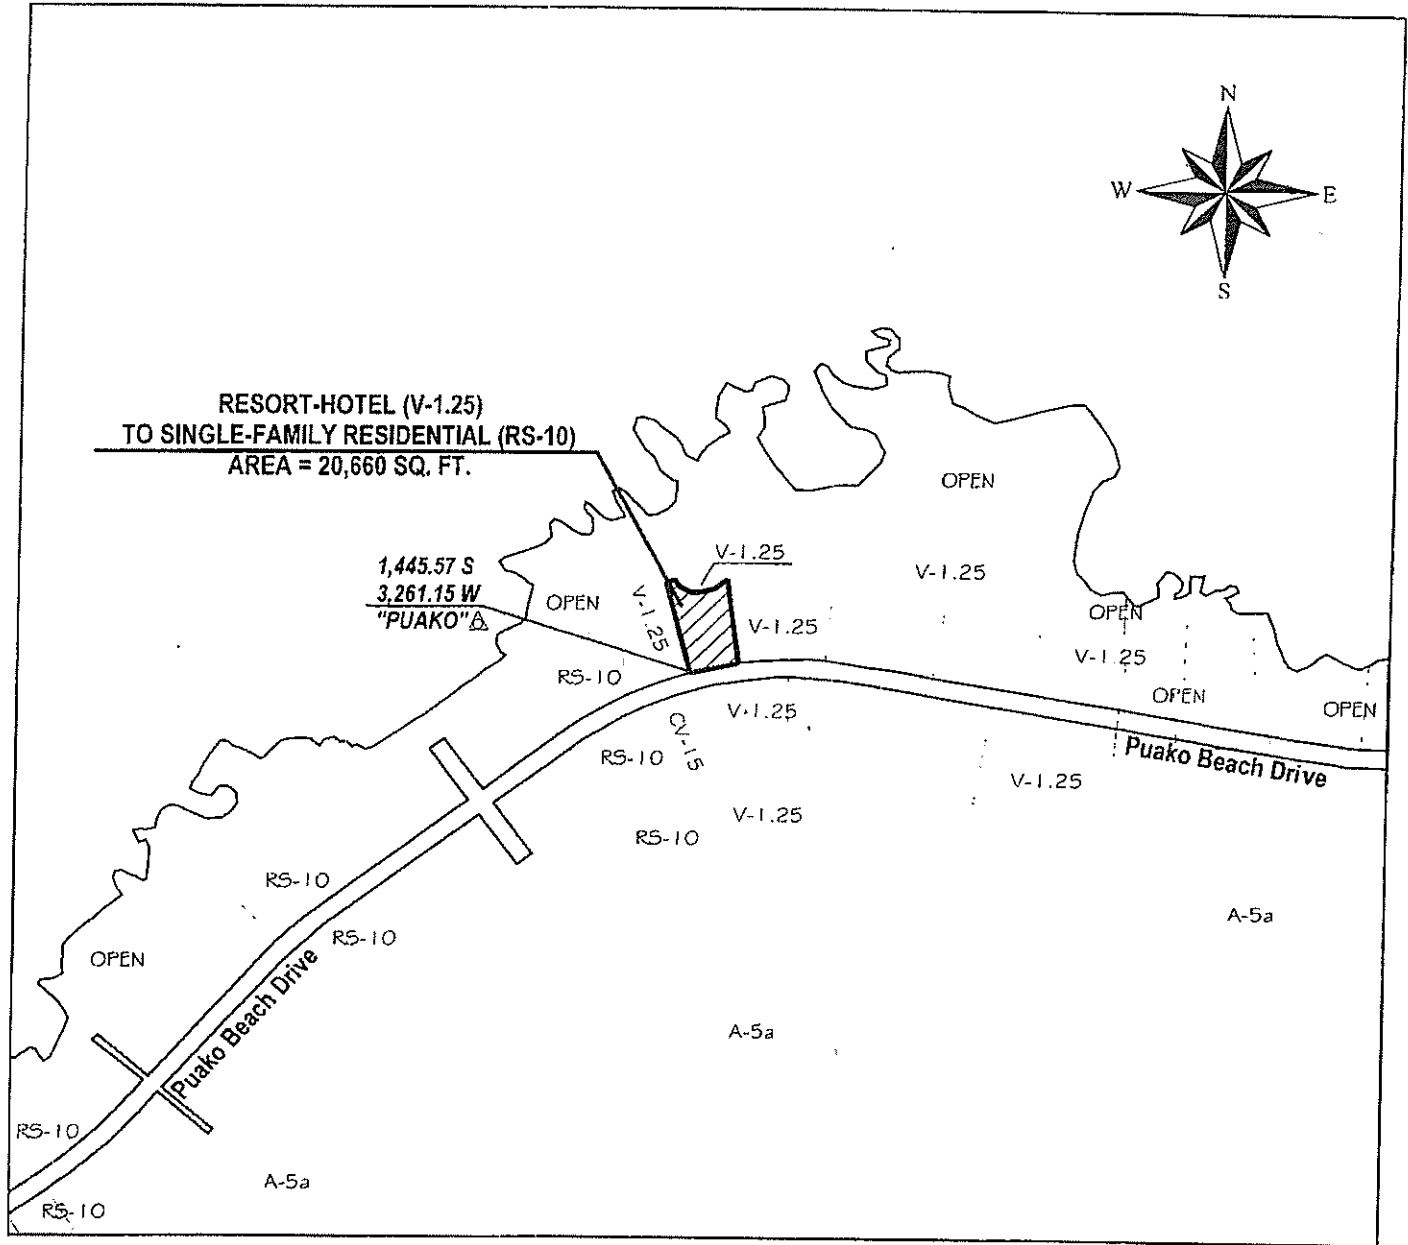 N
W
E
S
RESORT-HOTEL (V-1.25)
TO SINGLE-FAMILY RESIDENTIAL (RS-10)
AREA = 20,660 SQ. FT.
OPEN
1,445.57 S
3,261.15 W
"PUAKO"
OPEN
V-1.25
V-1.25
V-1.25
V-1.25
OPEN
V-1.25
RS-10
OPEN
OPEN
V-1.25
CV-15
RS-10
Puako Beach Drive
V-1.25
V-1.25
RS-10
RS-10
RS-10
A-5a
OPEN
Puako Beach Drive
A-5a
RS-10
A-5a
RS-10